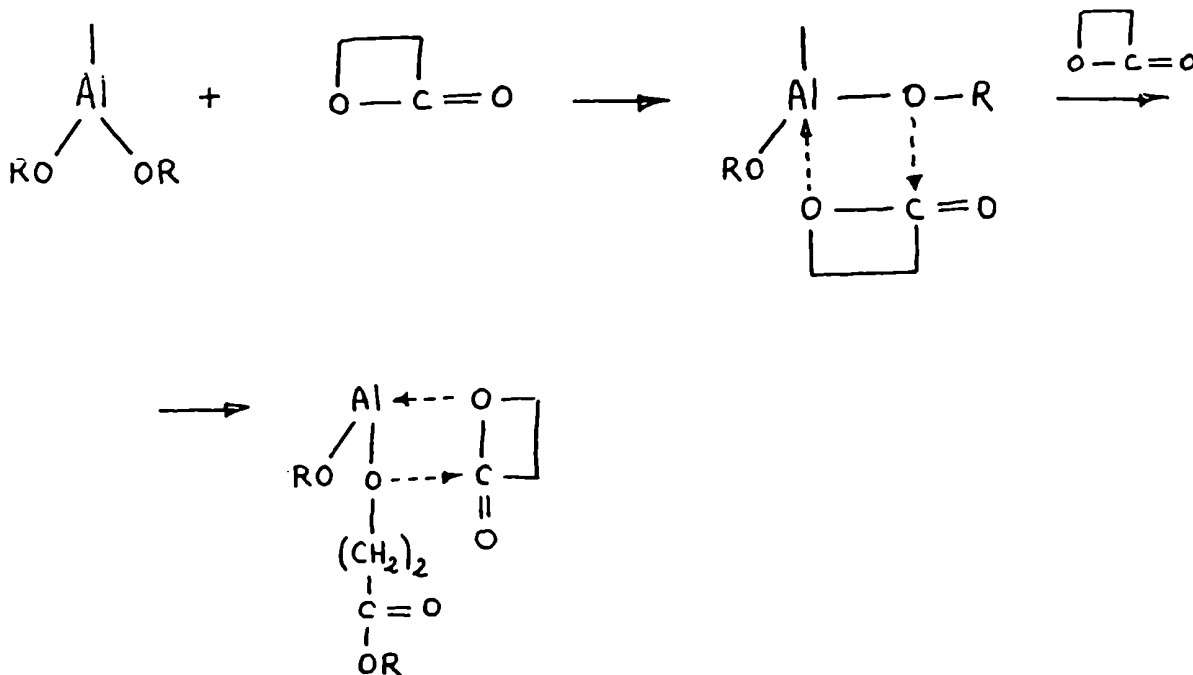 O — C = O
Al + O — C = O Al — O — R
RO OR RO
O — C = O
Al O
RO O C
O
(CH₂)₂
C = O
OR